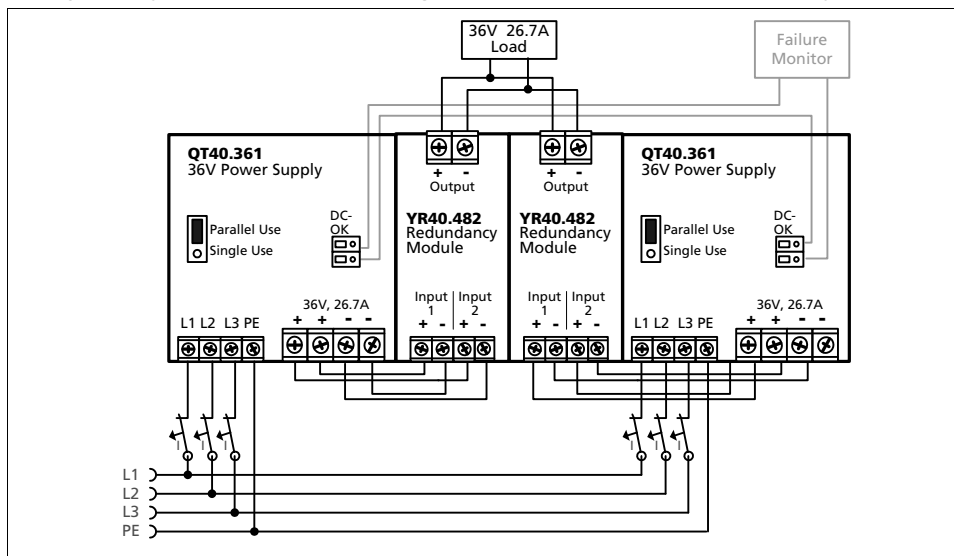 36V 26.7A
Load
Failure
Monitor
QT40.361
36V Power Supply
Parallel Use
Single Use
DC-
OK
36V, 26.7A
+ + - -
L1 L2 L3 PE
+ -
Output
YR40.482
Redundancy
Module
Input Input
1 2
+ - + -
+ -
Output
YR40.482
Redundancy
Module
Input Input
1 2
+ - + -
QT40.361
36V Power Supply
Parallel Use
Single Use
DC-
OK
36V, 26.7A
+ + - -
L1 L2 L3 PE
I I I
I I I
L1
L2
L3
PE